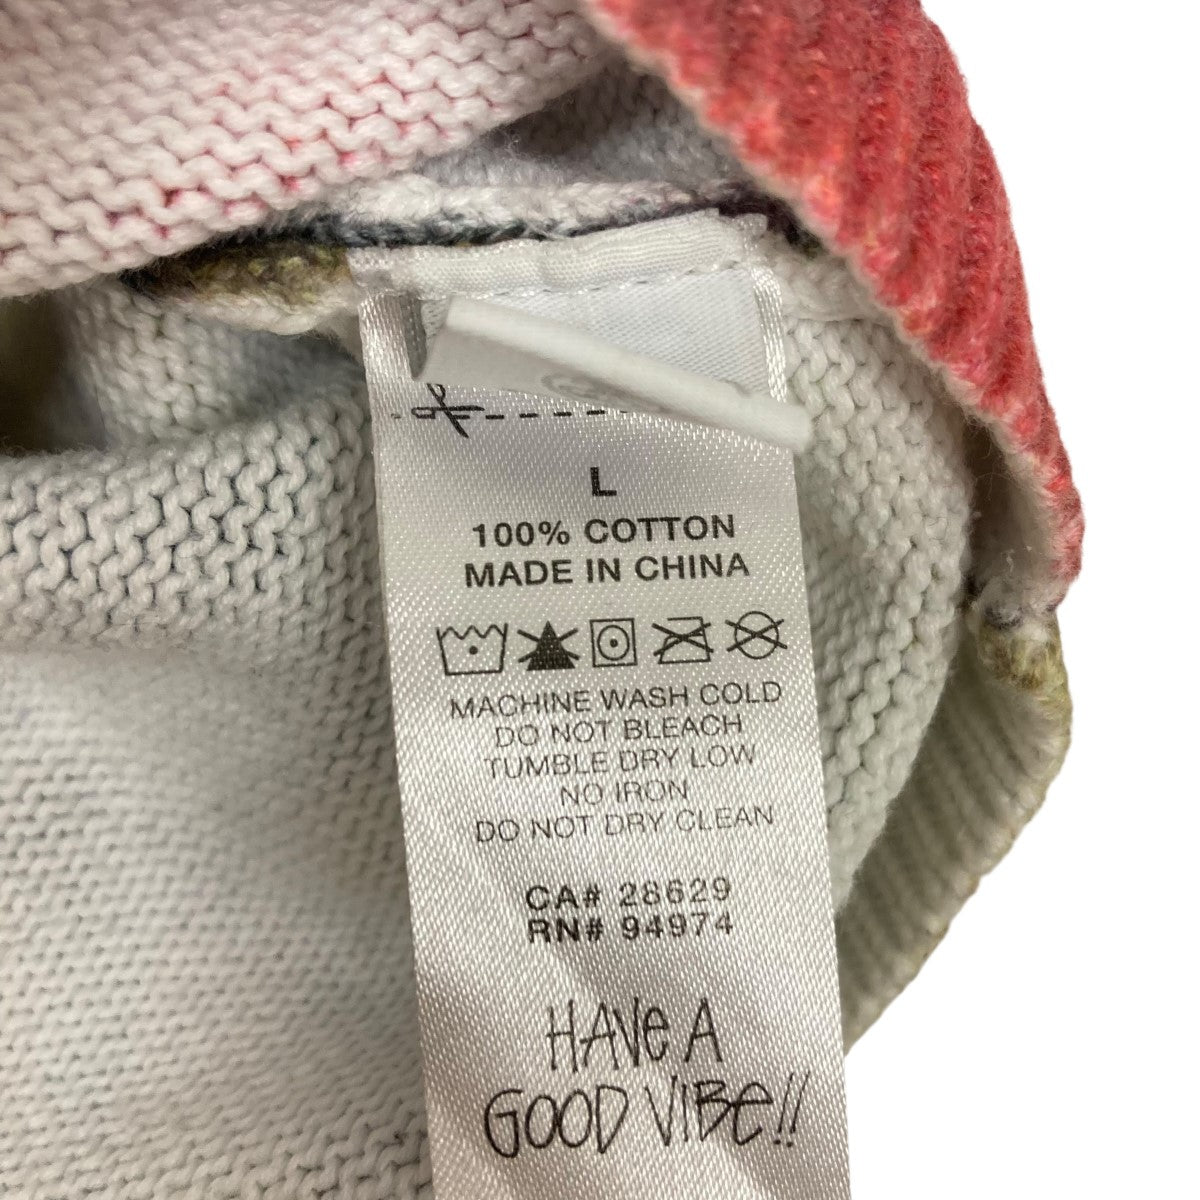 L
100% COTTON
MADE IN CHINA
MACHINE WASH COLD
DO NOT BLEACH
TUMBLE DRY LOW
NO IRON
DO NOT DRY CLEAN
CA# 28629
RN# 94974
HAVe A
GOOD VIBe!!